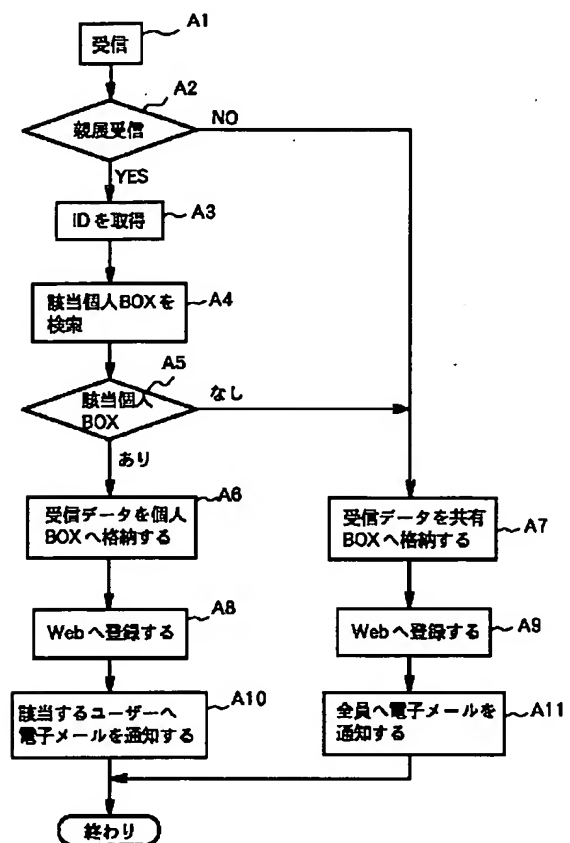 受信
A1
親展受信
A2
NO
YES
IDを取得
A3
該当個人BOXを
検索
A4
該当個人
BOX
A5
なし
あり
受信データを個人
BOXへ格納する
A6
受信データを共有
BOXへ格納する
A7
Webへ登録する
A8
Webへ登録する
A9
該当するユーザーへ
電子メールを通知する
A10
全員へ電子メールを
通知する
A11
終わり